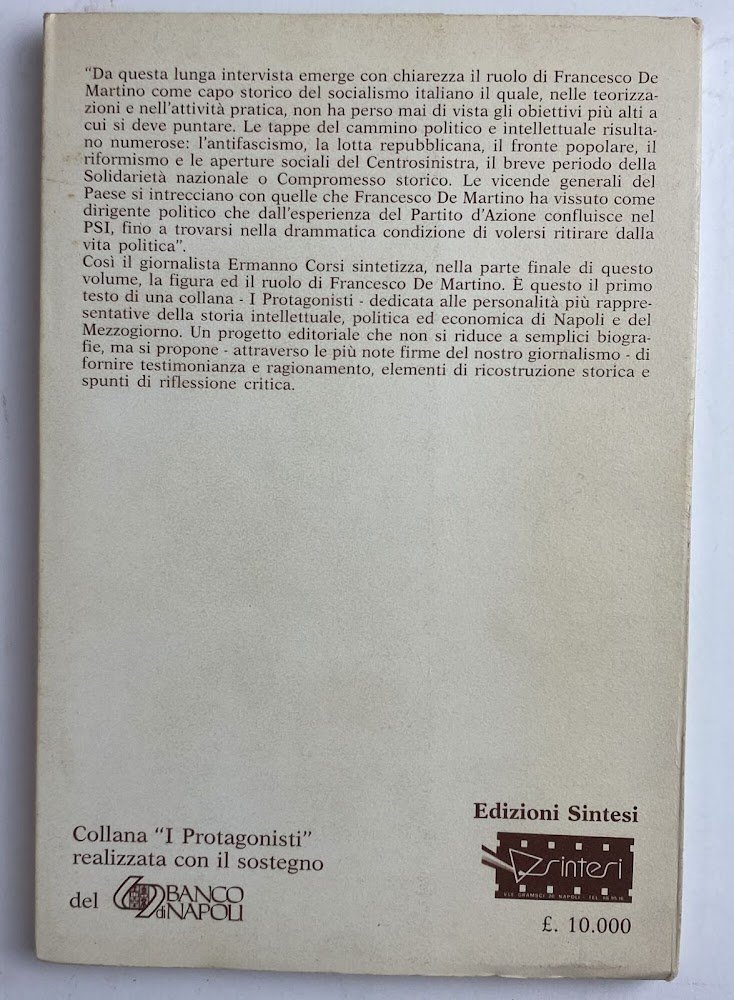 “Da questa lunga intervista emerge con chiarezza il ruolo di Francesco De
Martino come capo storico del socialismo italiano il quale, nelle teorizza-
zioni e nell'attività pratica, non ha perso mai di vista gli obiettivi più alti a
cui si deve puntare. Le tappe del cammino politico e intellettuale risulta-
no numerose: l'antifascismo, la lotta repubblicana, il fronte popolare, il
riformismo e le aperture sociali del Centrosinistra, il breve periodo della
Solidarietà nazionale o Compromesso storico. Le vicende generali del
Paese si intrecciano con quelle che Francesco De Martino ha vissuto come
dirigente politico che dall'esperienza del Partito d'Azione confluisce nel
PSI, fino a trovarsi nella drammatica condizione di volersi ritirare dalla
vita politica”.
Così il giornalista Ermanno Corsi sintetizza, nella parte finale di questo
volume, la figura ed il ruolo di Francesco De Martino. È questo il primo
testo di una collana - I Protagonisti - dedicata alle personalità più rappre-
sentative della storia intellettuale, politica ed economica di Napoli e del
Mezzogiorno. Un progetto editoriale che non si riduce a semplici biogra-
fie, ma si propone - attraverso le più note firme del nostro giornalismo - di
fornire testimonianza e ragionamento, elementi di ricostruzione storica e
spunti di riflessione critica.
Collana “I Protagonisti”
realizzata con il sostegno
del BANCO
di NAPOLI
Edizioni Sintesi
sintesi
VLE GRAMSCI 20 NAPOLI - TEL.
£. 10.000